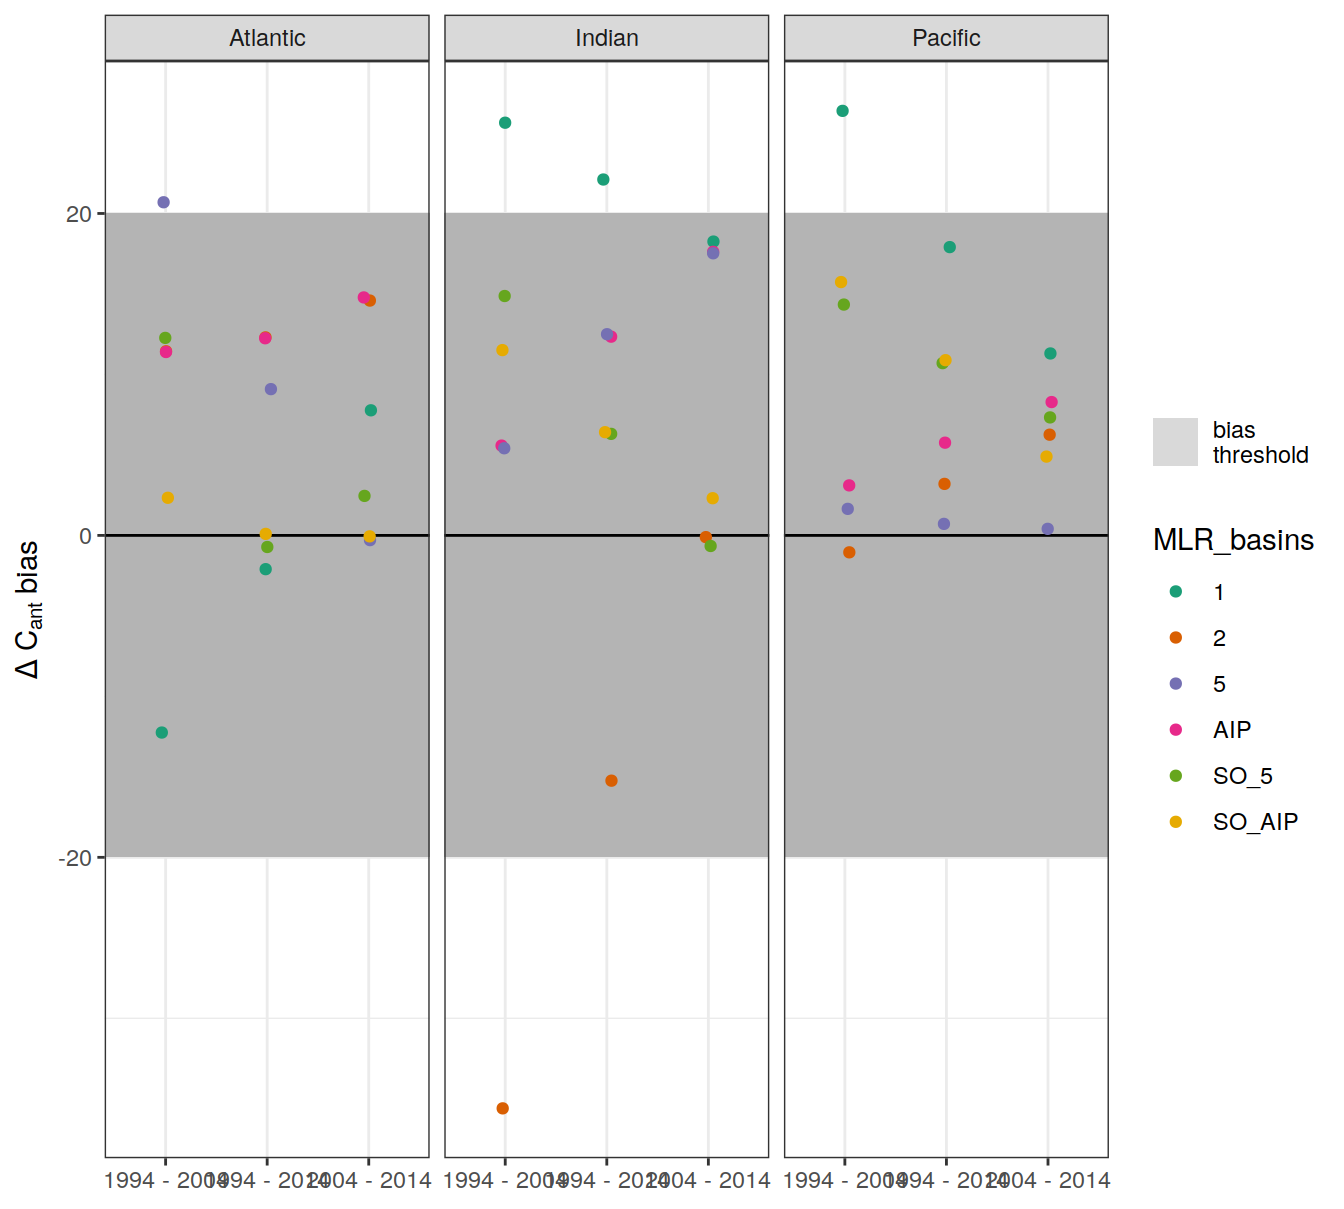 Atlantic
Indian
Pacific
20
0
-20
Δ Cant bias
1994 - 2004
1994 - 2014
2004 - 2014
1994 - 2004
1994 - 2014
2004 - 2014
1994 - 2004
1994 - 2014
2004 - 2014
bias
threshold
MLR_basins
1
2
5
AIP
SO_5
SO_AIP